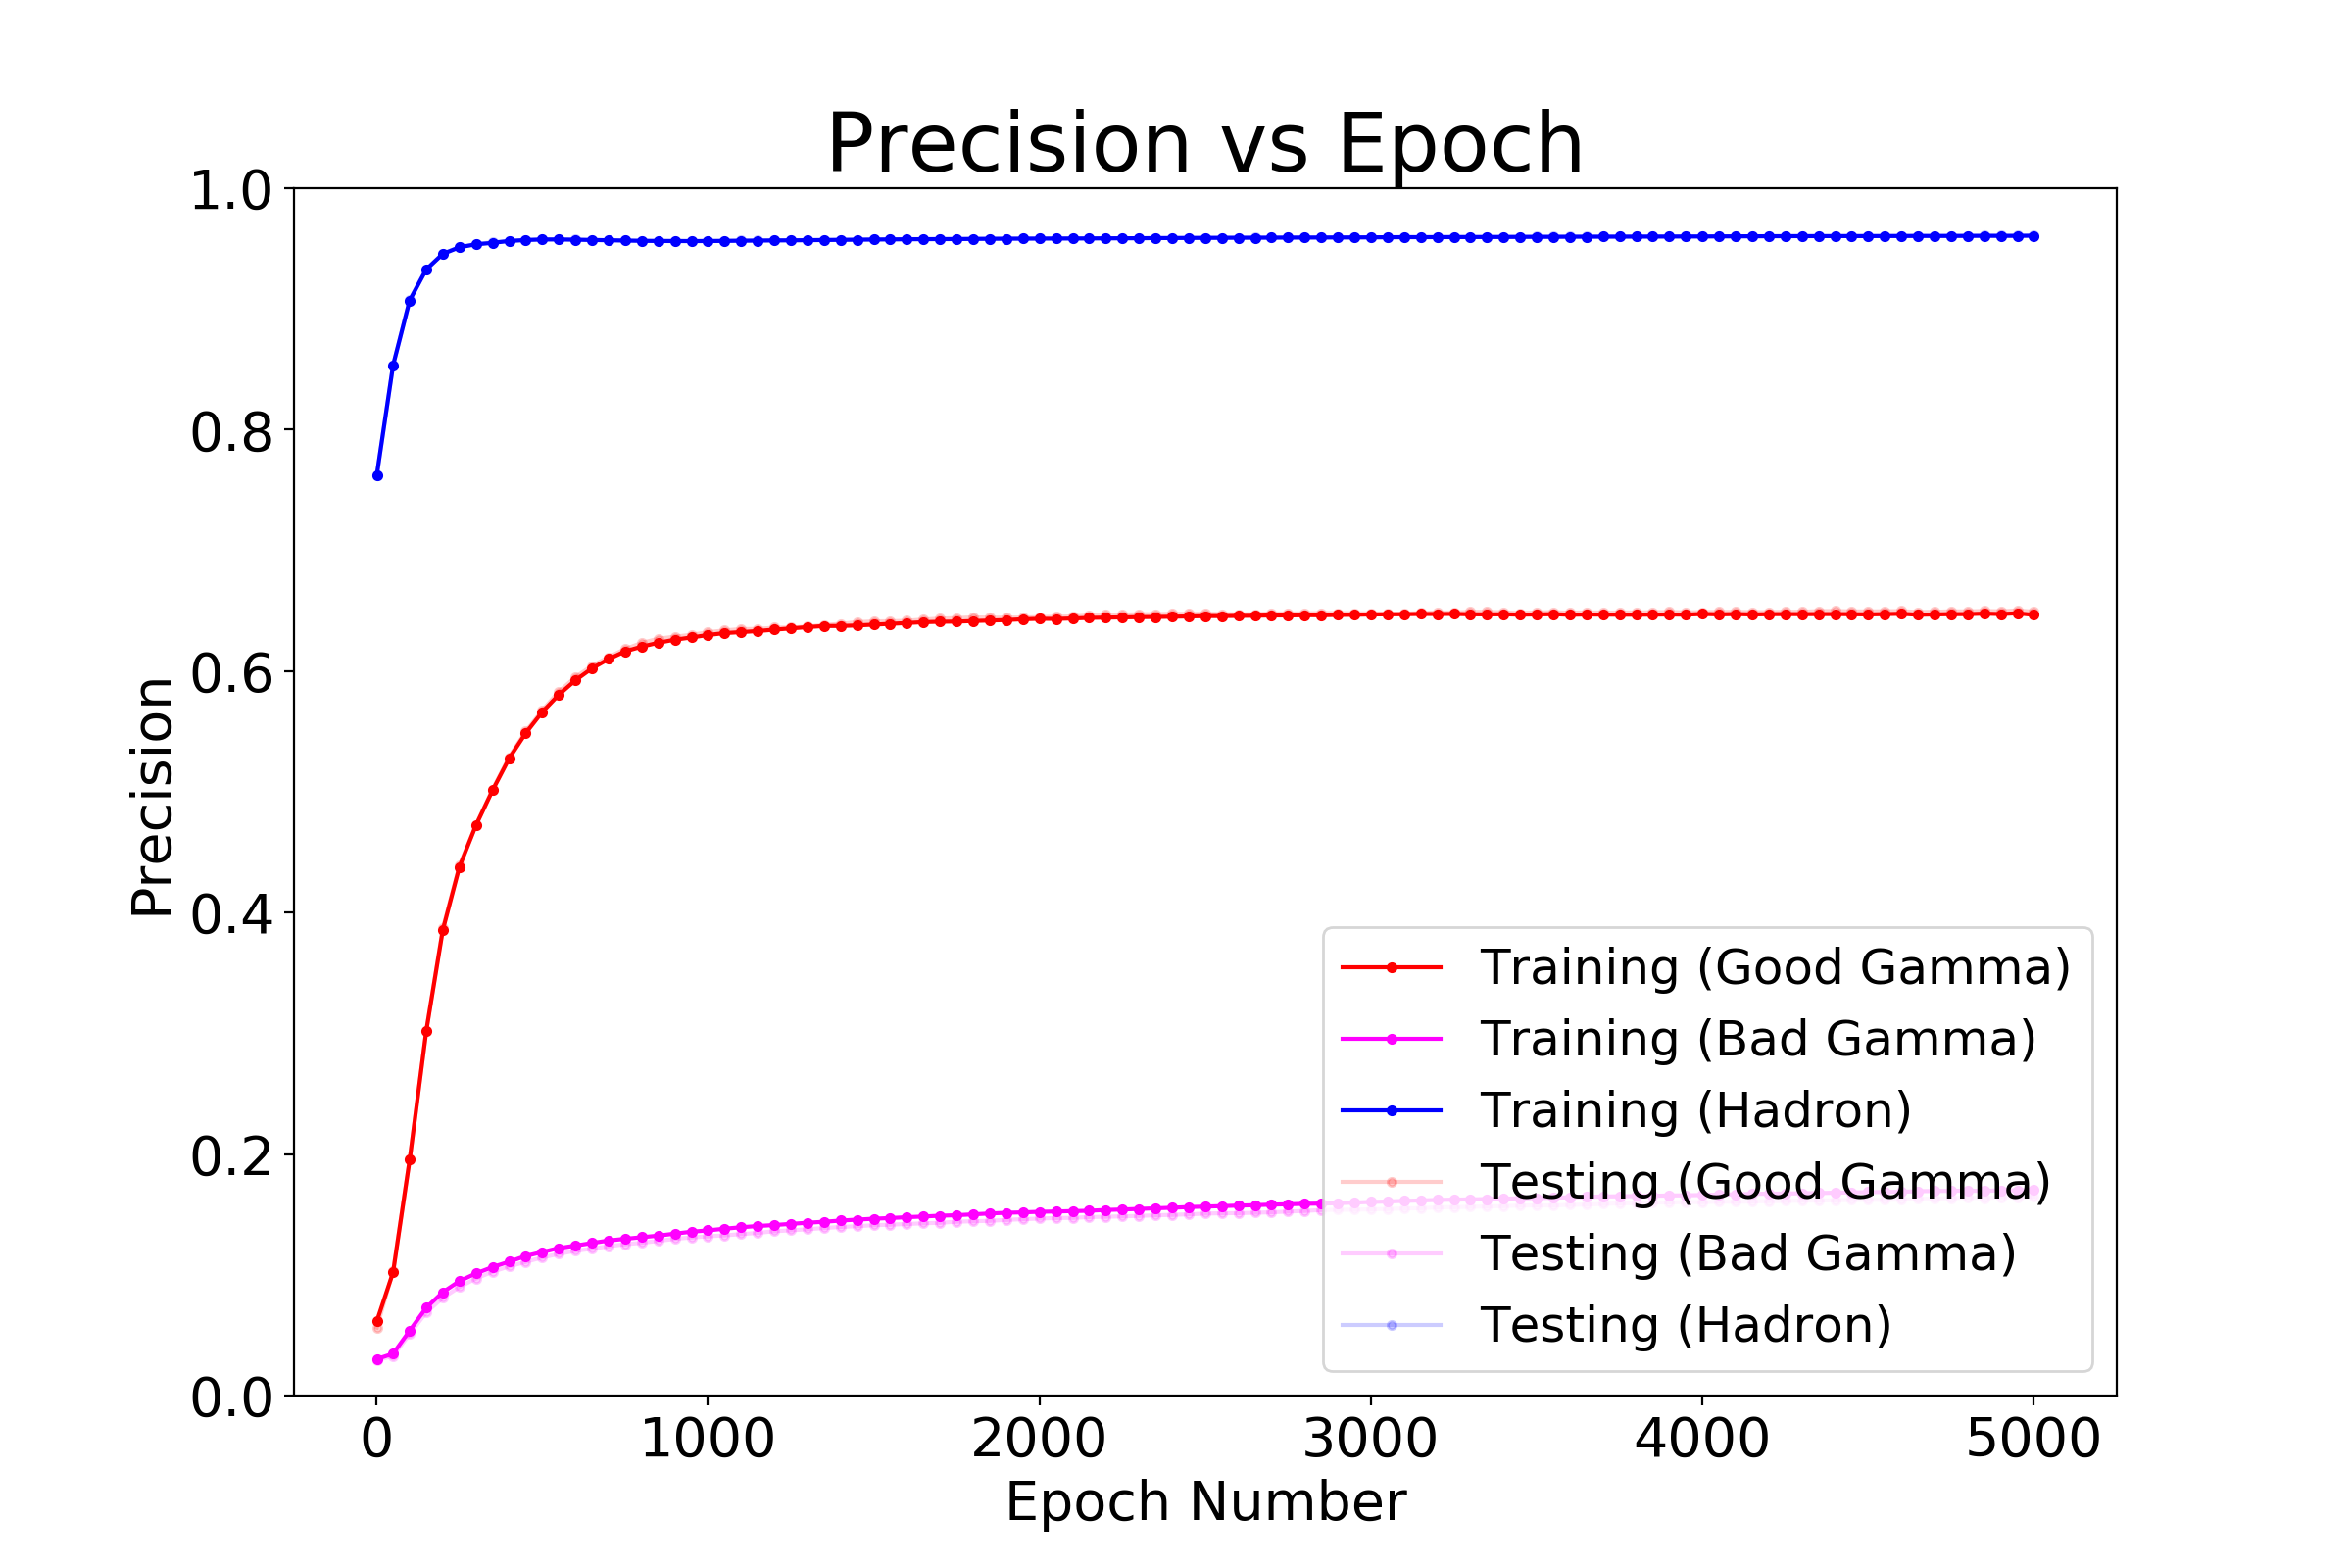 Precision vs Epoch
1.0
0.8
0.6
0.4
0.2
0.0
Precision
Training (Good Gamma)
Training (Bad Gamma)
Training (Hadron)
Testing (Good Gamma)
Testing (Bad Gamma)
Testing (Hadron)
0 1000 2000 3000 4000 5000
Epoch Number